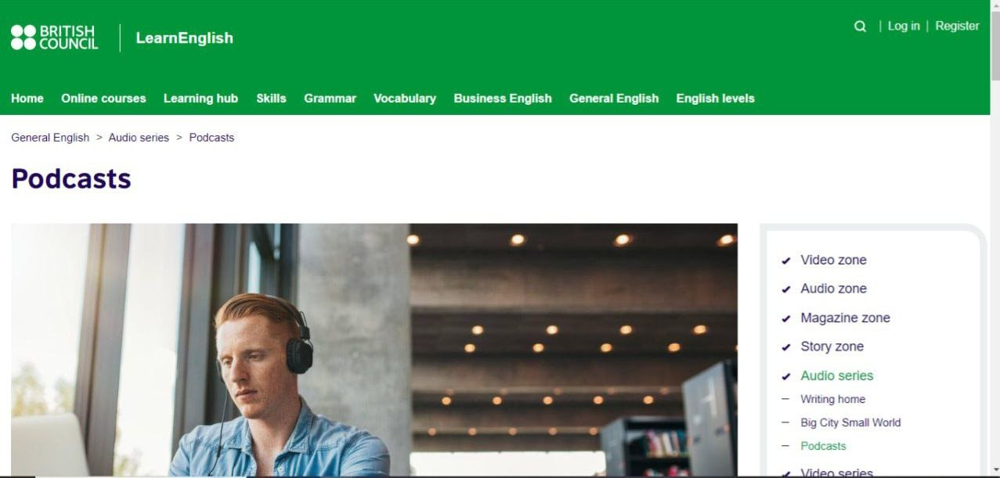 BRITISH
COUNCIL
LearnEnglish
Log in | Register
Home Online courses Learning hub Skills Grammar Vocabulary Business English General English English levels
General English > Audio series > Podcasts
Podcasts
Video zone
Audio zone
Magazine zone
Story zone
Audio series
Writing home
Big City Small World
Podcasts
Video series